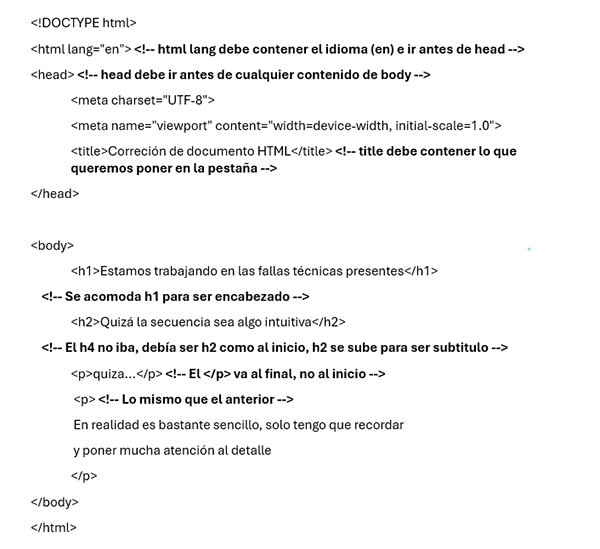 <!DOCTYPE html>
<html lang="en"> <!-- html lang debe contener el idioma (en) e ir antes de head -->
<head> <!-- head debe ir antes de cualquier contenido de body -->
<meta charset="UTF-8">
<meta name="viewport" content="width=device-width, initial-scale=1.0">
<title>Correción de documento HTML</title> <!-- title debe contener lo que
queremos poner en la pestaña -->
</head>
<body>
<h1>Estamos trabajando en las fallas técnicas presentes</h1>
<!-- Se acomoda h1 para ser encabezado -->
<h2>Quizá la secuencia sea algo intuitiva</h2>
<!-- El h4 no iba, debía ser h2 como al inicio, h2 se sube para ser subtitulo -->
<p>quiza...</p> <!-- El </p> va al final, no al inicio -->
<p> <!-- Lo mismo que el anterior -->
En realidad es bastante sencillo, solo tengo que recordar
y poner mucha atención al detalle
</p>
</body>
</html>